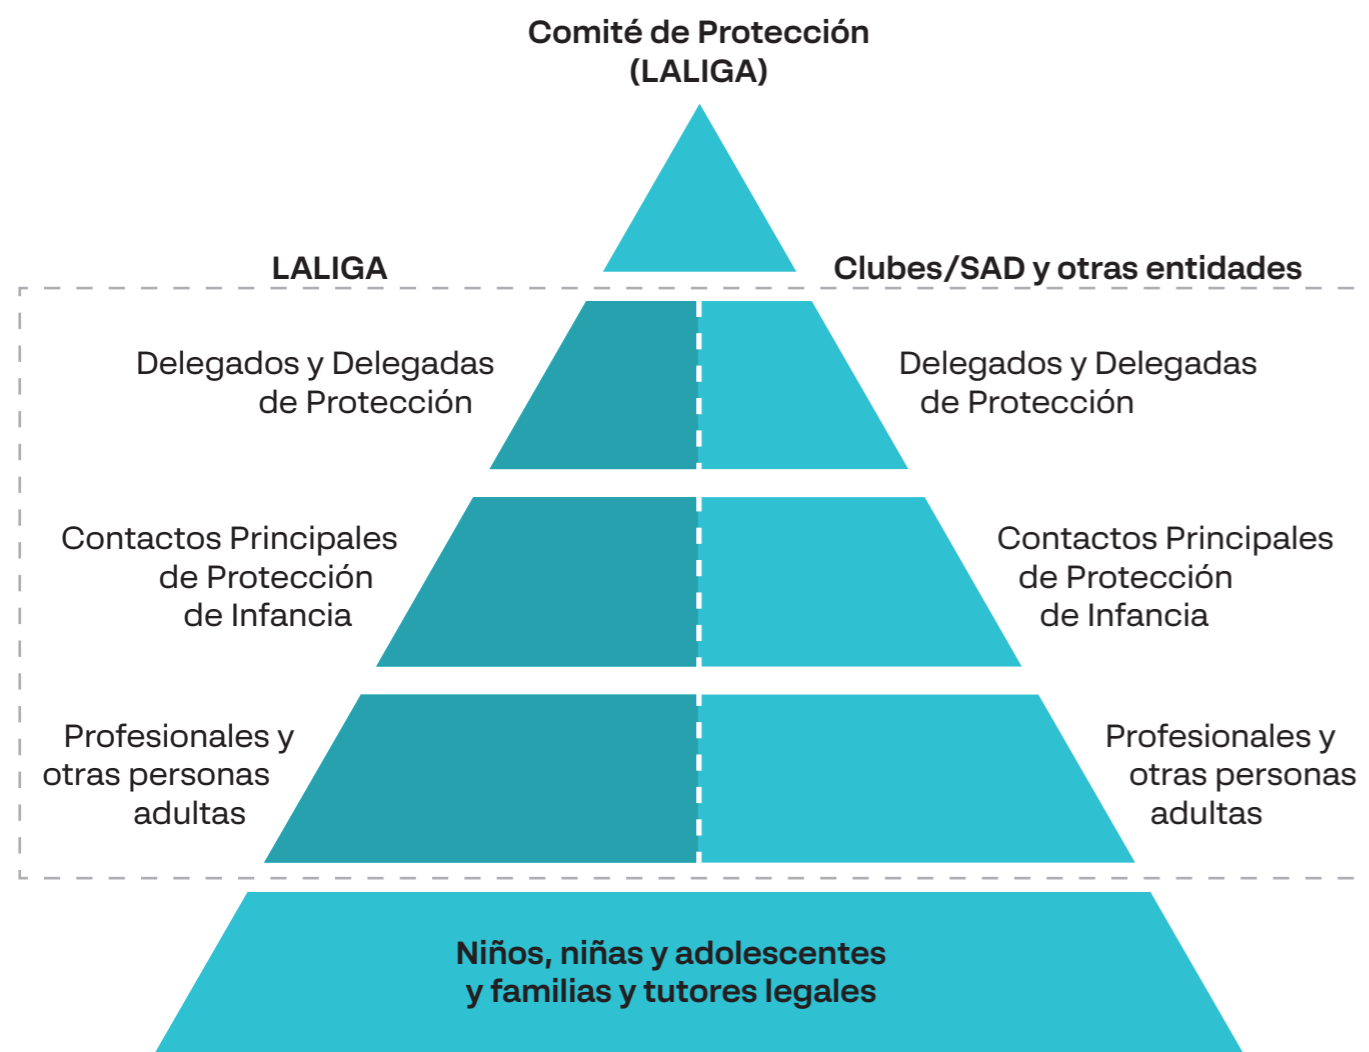 Comité de Protección
(LALIGA)
LALIGA
Clubes/SAD y otras entidades
Delegados y Delegadas
de Protección
Delegados y Delegadas
de Protección
Contactos Principales
de Protección
de Infancia
Contactos Principales
de Protección
de Infancia
Profesionales y
otras personas
adultas
Profesionales y
otras personas
adultas
Niños, niñas y adolescentes
y familias y tutores legales